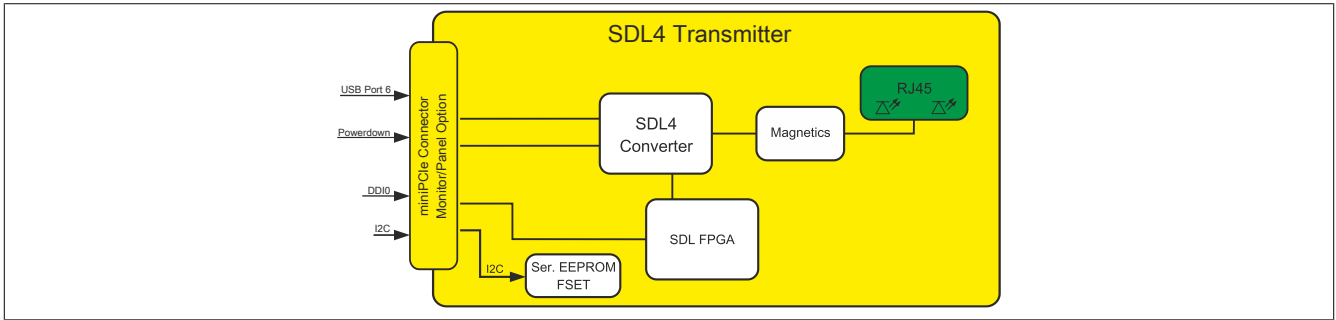 SDL4 Transmitter
USB Port 6
Powerdown
DDI0
I2C
miniPCIe Connector
Monitor/Panel Option
SDL4
Converter
Magnetics
RJ45
SDL FPGA
I2C
Ser. EEPROM
FSET